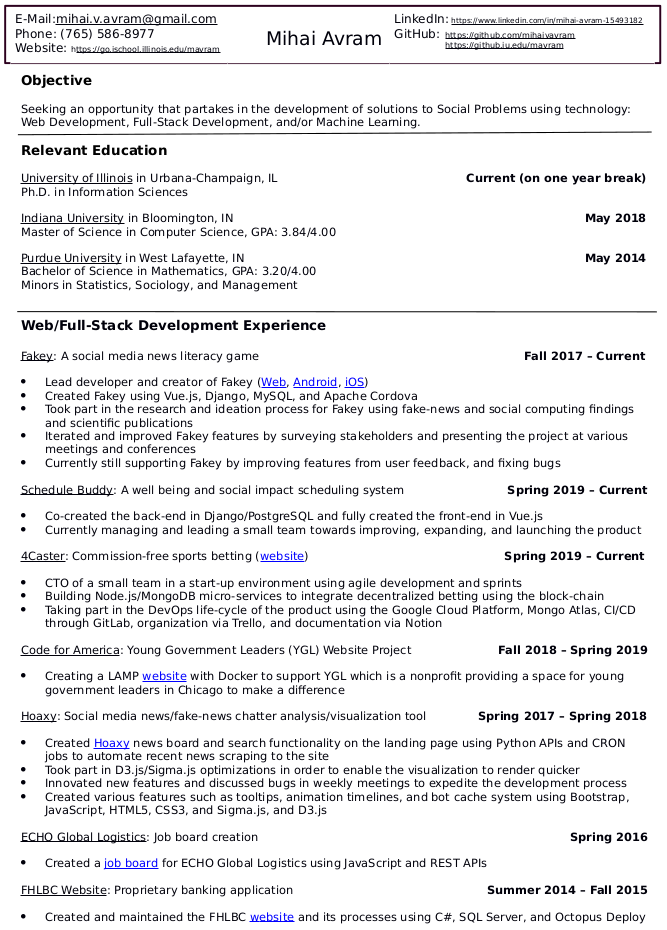 E-Mail:mihai.v.avram@gmail.com
Phone: (765) 586-8977
Website: https://go.ischool.illinois.edu/mavram
Mihai Avram
LinkedIn: https://www.linkedin.com/in/mihai-avram-15493182
GitHub: https://github.com/mihaiyavram
https://github.iu.edu/mavram
Objective
Seeking an opportunity that partakes in the development of solutions to Social Problems using technology:
Web Development, Full-Stack Development, and/or Machine Learning.
Relevant Education
University of Illinois in Urbana-Champaign, IL Current (on one year break)
Ph.D. in Information Sciences
Indiana University in Bloomington, IN May 2018
Master of Science in Computer Science, GPA: 3.84/4.00
Purdue University in West Lafayette, IN May 2014
Bachelor of Science in Mathematics, GPA: 3.20/4.00
Minors in Statistics, Sociology, and Management
Web/Full-Stack Development Experience
Fakey: A social media news literacy game Fall 2017 – Current
• Lead developer and creator of Fakey (Web, Android, iOS)
• Created Fakey using Vue.js, Django, MySQL, and Apache Cordova
• Took part in the research and ideation process for Fakey using fake-news and social computing findings
and scientific publications
• Iterated and improved Fakey features by surveying stakeholders and presenting the project at various
meetings and conferences
• Currently still supporting Fakey by improving features from user feedback, and fixing bugs
Schedule Buddy: A well being and social impact scheduling system Spring 2019 – Current
• Co-created the back-end in Django/PostgreSQL and fully created the front-end in Vue.js
• Currently managing and leading a small team towards improving, expanding, and launching the product
4Caster: Commission-free sports betting (website) Spring 2019 – Current
• CTO of a small team in a start-up environment using agile development and sprints
• Building Node.js/MongoDB micro-services to integrate decentralized betting using the block-chain
• Taking part in the DevOps life-cycle of the product using the Google Cloud Platform, Mongo Atlas, CI/CD
through GitLab, organization via Trello, and documentation via Notion
Code for America: Young Government Leaders (YGL) Website Project Fall 2018 – Spring 2019
• Creating a LAMP website with Docker to support YGL which is a nonprofit providing a space for young
government leaders in Chicago to make a difference
Hoaxy: Social media news/fake-news chatter analysis/visualization tool Spring 2017 – Spring 2018
• Created Hoaxy news board and search functionality on the landing page using Python APIs and CRON
jobs to automate recent news scraping to the site
• Took part in D3.js/Sigma.js optimizations in order to enable the visualization to render quicker
• Innovated new features and discussed bugs in weekly meetings to expedite the development process
• Created various features such as tooltips, animation timelines, and bot cache system using Bootstrap,
JavaScript, HTML5, CSS3, and Sigma.js, and D3.js
ECHO Global Logistics: Job board creation Spring 2016
• Created a job board for ECHO Global Logistics using JavaScript and REST APIs
FHLBC Website: Proprietary banking application Summer 2014 – Fall 2015
• Created and maintained the FHLBC website and its processes using C#, SQL Server, and Octopus Deploy